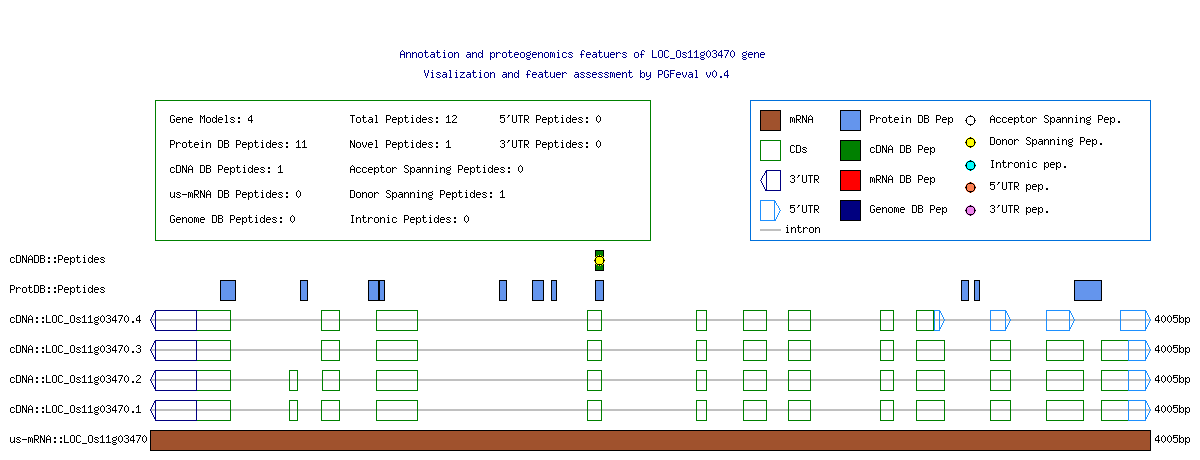 Annotation and proteogenomics featuers of LOC_Os11g03470 gene
Visalization and featuer assessment by PGFeval v0.4
Gene Models: 4 Total Peptides: 12 5'UTR Peptides: 0
Protein DB Peptides: 11 Novel Peptides: 1 3'UTR Peptides: 0
cDNA DB Peptides: 1 Acceptor Spanning Peptides: 0
us-mRNA DB Peptides: 0 Donor Spanning Peptides: 1
Genome DB Peptides: 0 Intronic Peptides: 0
mRNA Protein DB Pep Acceptor Spanning Pep.
CDs cDNA DB Pep Donor Spanning Pep.
3'UTR mRNA DB Pep Intronic pep.
5'UTR Genome DB Pep 5'UTR pep.
intron 3'UTR pep.
cDNADB::Peptides
ProtDB::Peptides
cDNA::LOC_Os11g03470.4 4005bp
cDNA::LOC_Os11g03470.3 4005bp
cDNA::LOC_Os11g03470.2 4005bp
cDNA::LOC_Os11g03470.1 4005bp
us-mRNA::LOC_Os11g03470 4005bp